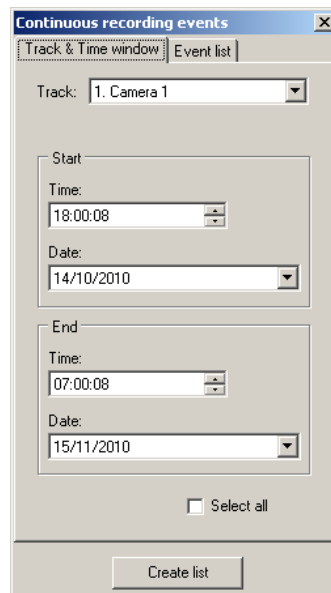 Continuous recording events
Track & Time window Event list
Track: 1. Camera 1
Start
Time:
18:00:08
Date:
14/10/2010
End
Time:
07:00:08
Date:
15/11/2010
Select all
Create list